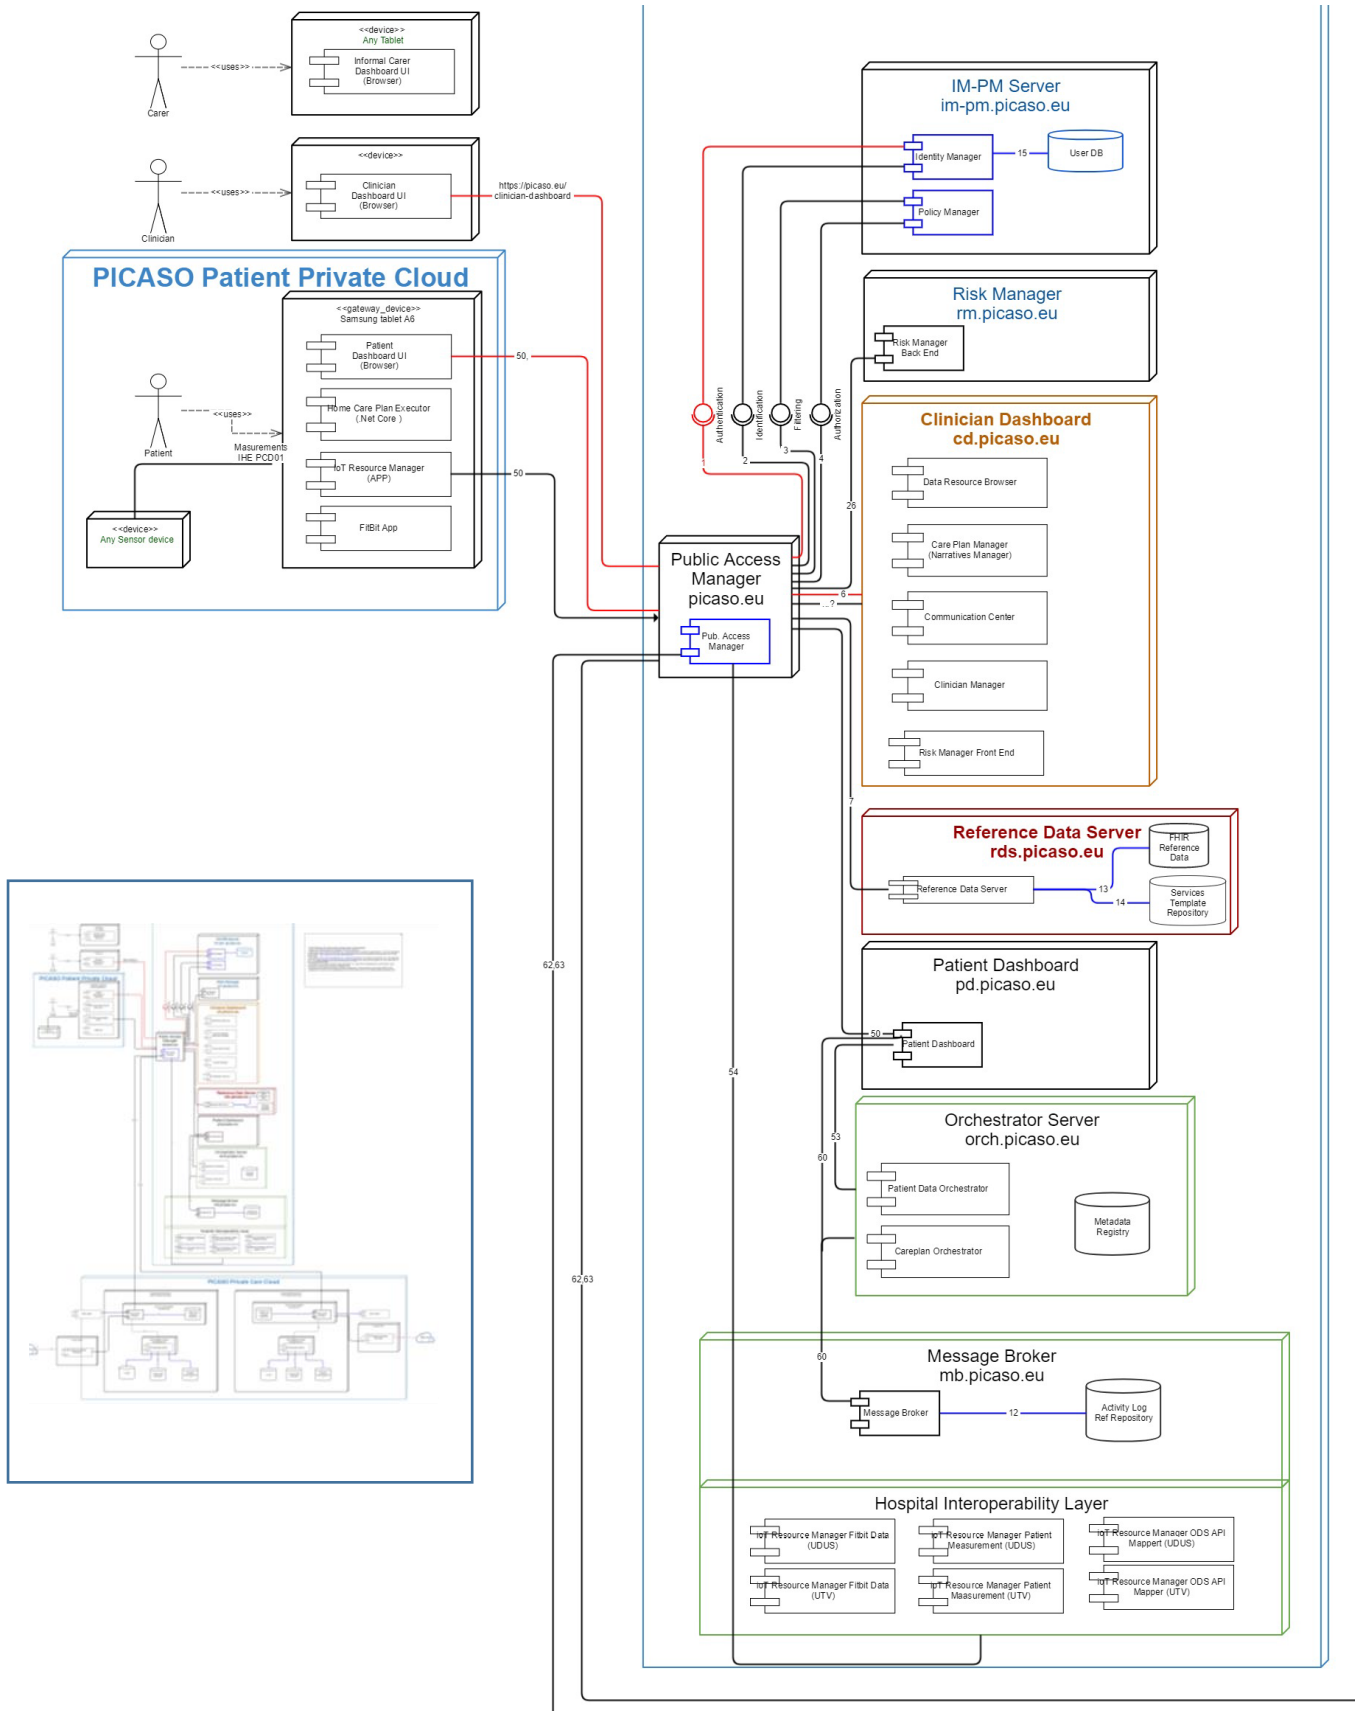 <<device>>
Any Tablet
Informal Carer
Dashboard UI
(Browser)
<<uses>>
Carer
<<device>>
Clinician
Dashboard UI
(Browser)
<<uses>>
Clinician
https://picaso.eu/
clinician-dashboard
PICASO Patient Private Cloud
<<gateway_device>>
Samsung tablet A6
Patient
Dashboard UI
(Browser)
50,
Home Care Plan Executor
(.Net Core )
<<uses>>
Patient
Masurements
IHE PCD01
IoT Resource Manager
(APP)
50
FitBit App
<<device>>
Any Sensor device
IM-PM Server
im-pm.picaso.eu
Identity Manager
15
User DB
Policy Manager
Risk Manager
rm.picaso.eu
Risk Manager
Back End
Authentication
Identification
Filtering
Authorization
1
2
3
4
26
Clinician Dashboard
cd.picaso.eu
Data Resource Browser
Care Plan Manager
(Narratives Manager)
Communication Center
Clinician Manager
Risk Manager Front End
Public Access
Manager
picaso.eu
Pub. Access
Manager
6
...?
7
Reference Data Server
rds.picaso.eu
FHIR
Reference
Data
Reference Data Server
13
14
Services
Template
Repository
Patient Dashboard
pd.picaso.eu
50
Patient Dashboard
62,63
54
53
60
Orchestrator Server
orch.picaso.eu
Patient Data Orchestrator
Careplan Orchestrator
Metadata
Registry
62,63
60
Message Broker
mb.picaso.eu
Message Broker
12
Activity Log
Ref Repository
Hospital Interoperability Layer
IoT Resource Manager Fitbit Data
(UDUS)
IoT Resource Manager Patient
Measurement (UDUS)
IoT Resource Manager ODS API
Mappert (UDUS)
IoT Resource Manager Fitbit Data
(UTV)
IoT Resource Manager Patient
Maasurement (UTV)
IoT Resource Manager ODS API
Mapper (UTV)
PICASO Patient Private Cloud
PICASO Private Care Cloud